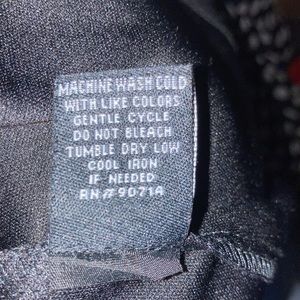 MACHINE WASH COLD
WITH LIKE COLORS
GENTLE CYCLE
DO NOT BLEACH
TUMBLE DRY LOW
COOL IRON
IF NEEDED
RN#90714